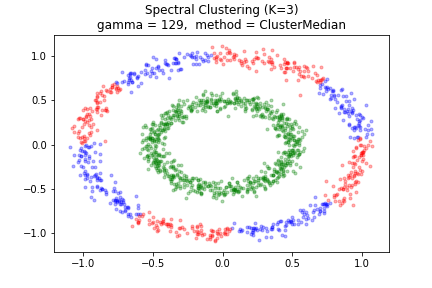 Spectral Clustering (K=3)
gamma = 129,  method = ClusterMedian
1.0
0.5
0.0
−0.5
−1.0
−1.0 −0.5 0.0 0.5 1.0